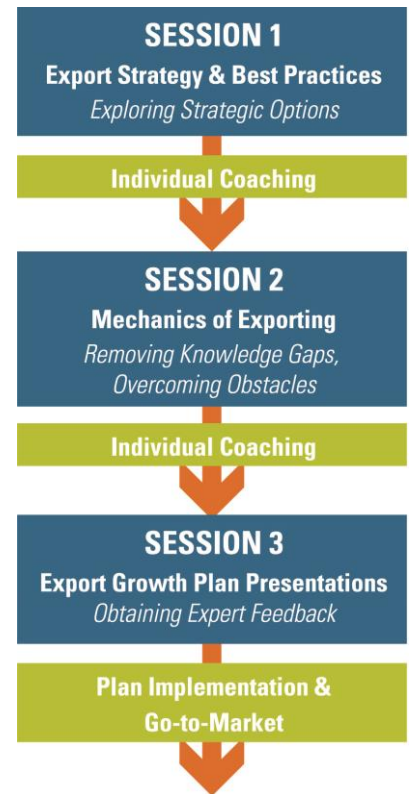 SESSION 1
Export Strategy & Best Practices
Exploring Strategic Options
Individual Coaching
SESSION 2
Mechanics of Exporting
Removing Knowledge Gaps,
Overcoming Obstacles
Individual Coaching
SESSION 3
Export Growth Plan Presentations
Obtaining Expert Feedback
Plan Implementation &
Go-to-Market